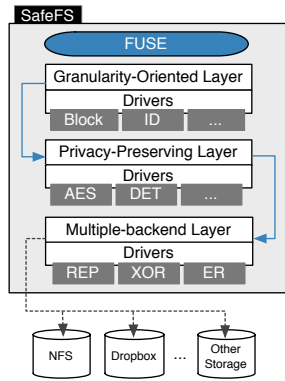 SafeFS
FUSE
Granularity-Oriented Layer
Drivers
Block ID ...
Privacy-Preserving Layer
Drivers
AES DET ...
Multiple-backend Layer
Drivers
REP XOR ER
NFS Dropbox ... Other
Storage